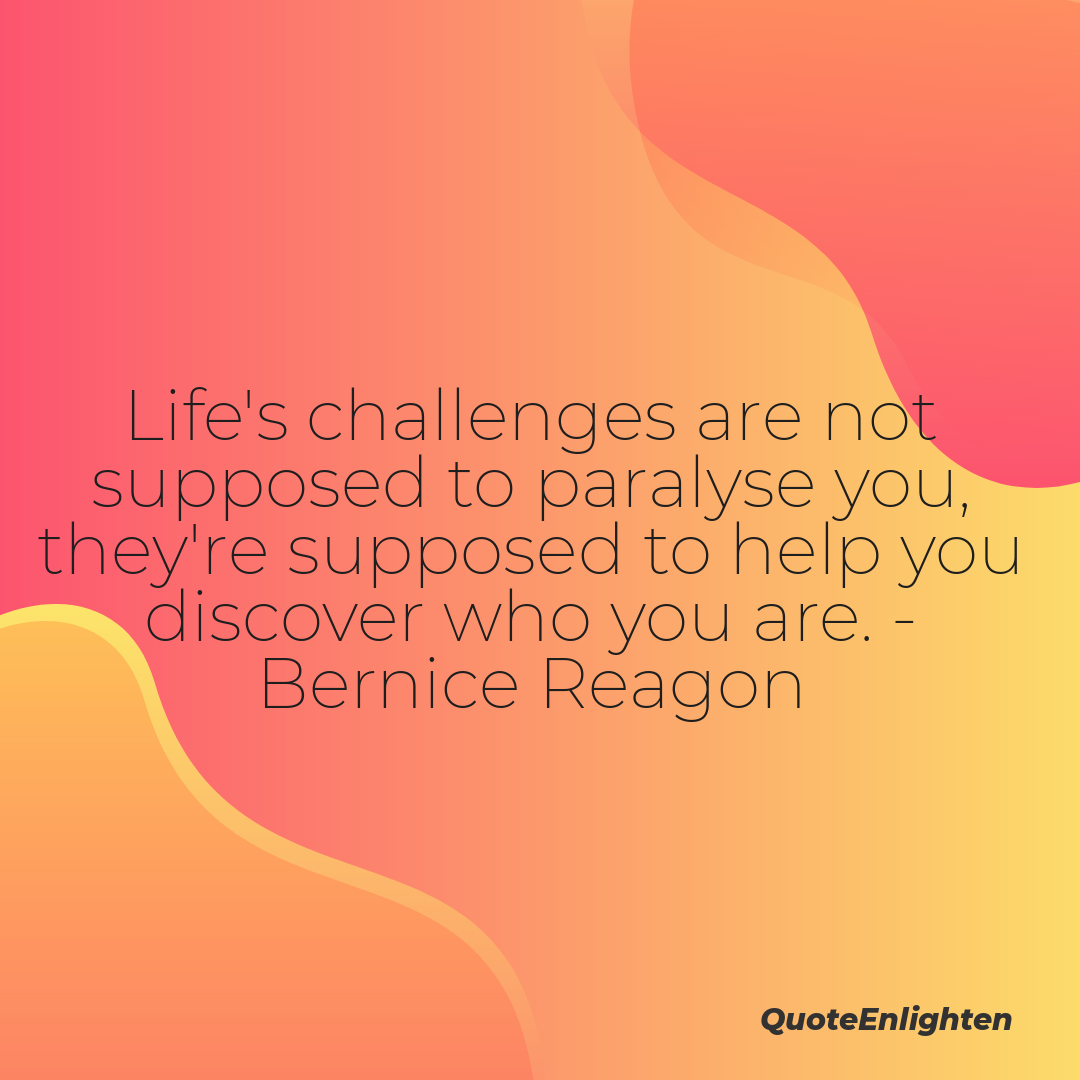 Life's challenges are not
supposed to paralyse you,
they're supposed to help you
discover who you are. -
Bernice Reagon
QuoteEnlighten